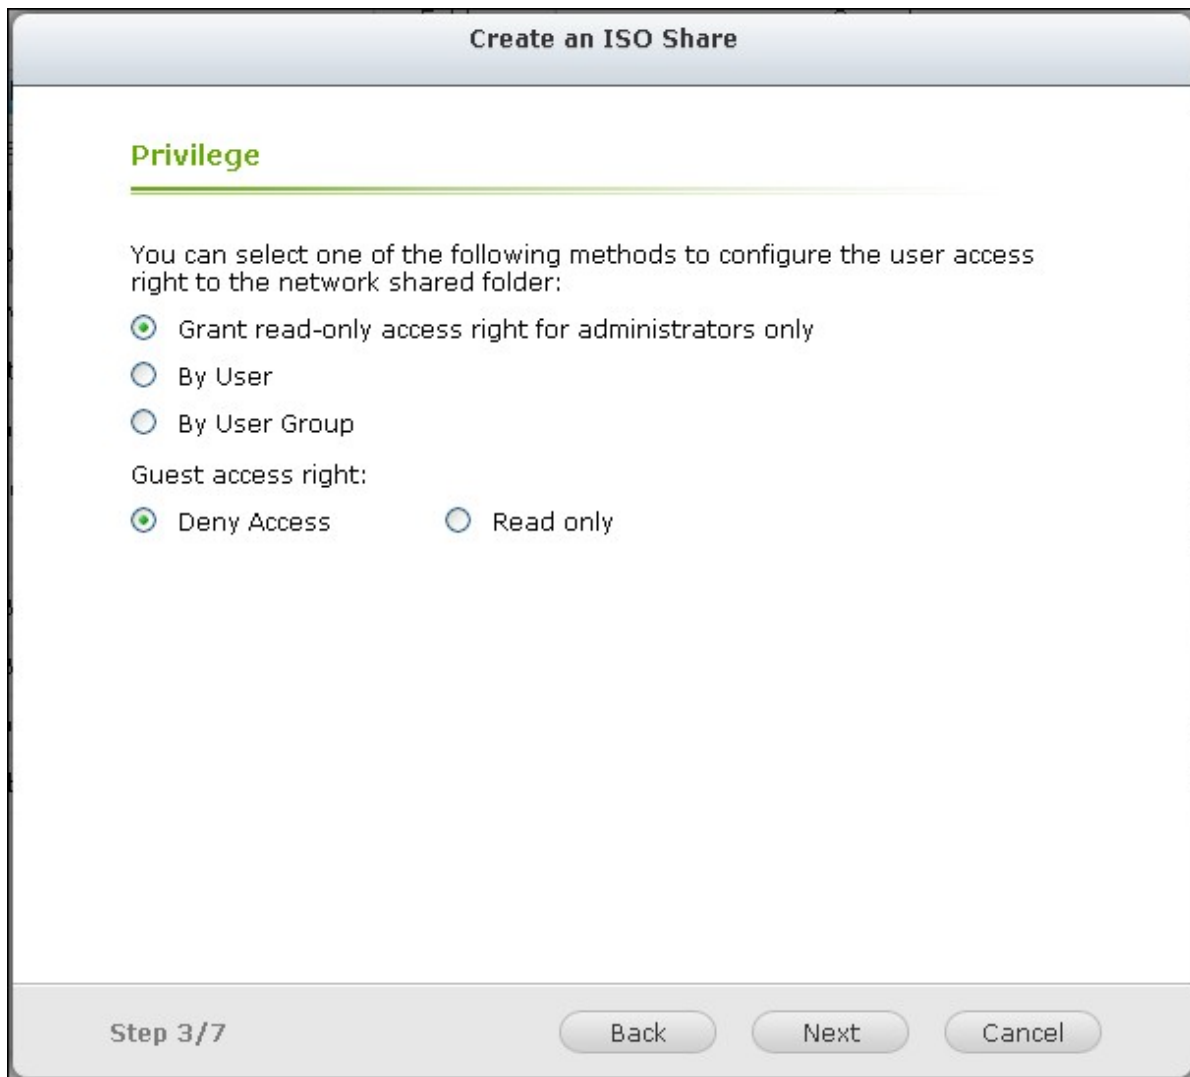 Create an ISO Share
Privilege
You can select one of the following methods to configure the user access
right to the network shared folder:
Grant read-only access right for administrators only
By User
By User Group
Guest access right:
Deny Access Read only
Step 3/7 Back Next Cancel